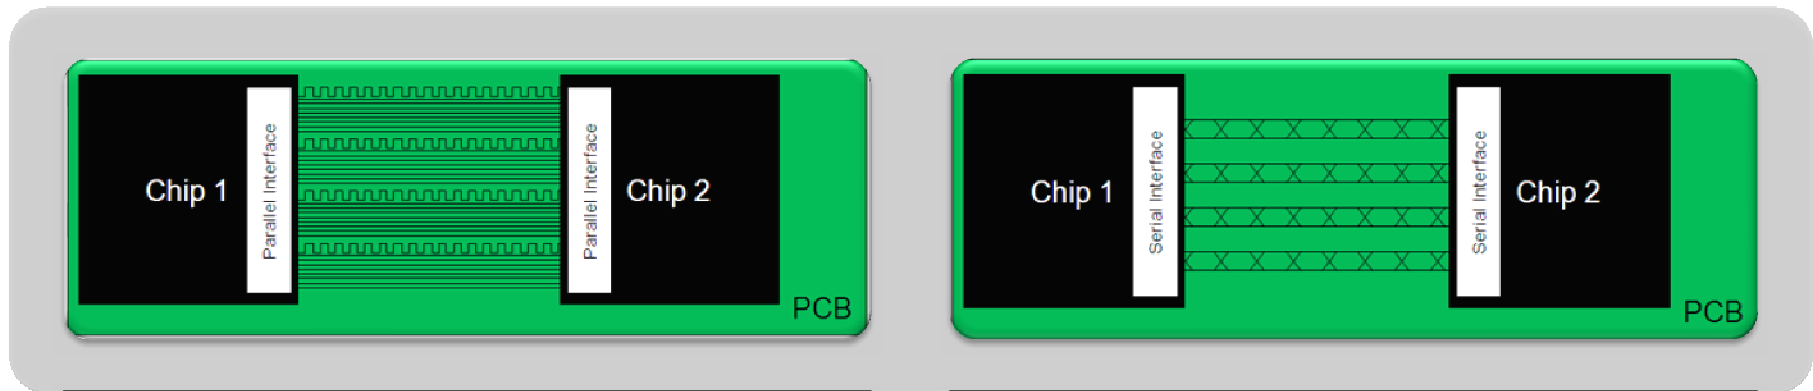 Chip 1
Parallel Interface
Parallel Interface
Chip 2
PCB
Chip 1
Serial Interface
Serial Interface
Chip 2
PCB